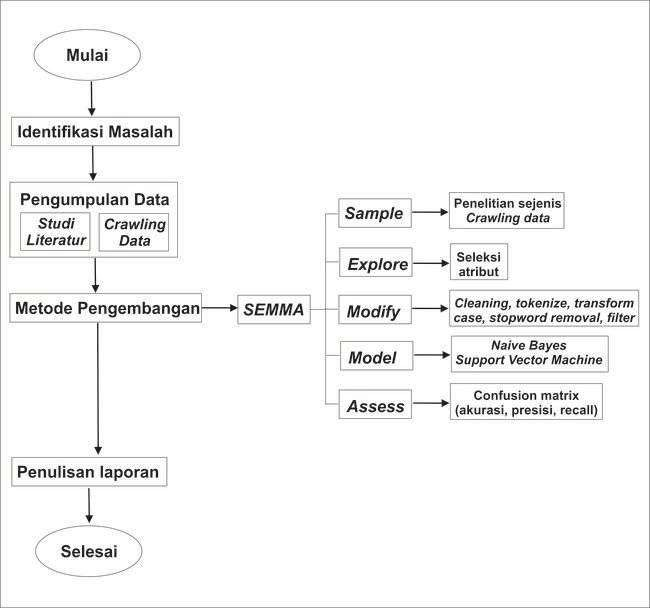 Mulai
Identifikasi Masalah
Pengumpulan Data
Studi
Literatur
Crawling
Data
Metode Pengembangan
SEMMA
Sample
Penelitian sejenis
Crawling data
Explore
Seleksi
atribut
Modify
Cleaning, tokenize, transform
case, stopword removal, filter
Model
Naive Bayes
Support Vector Machine
Assess
Confusion matrix
(akurasi, presisi, recall)
Penulisan laporan
Selesai